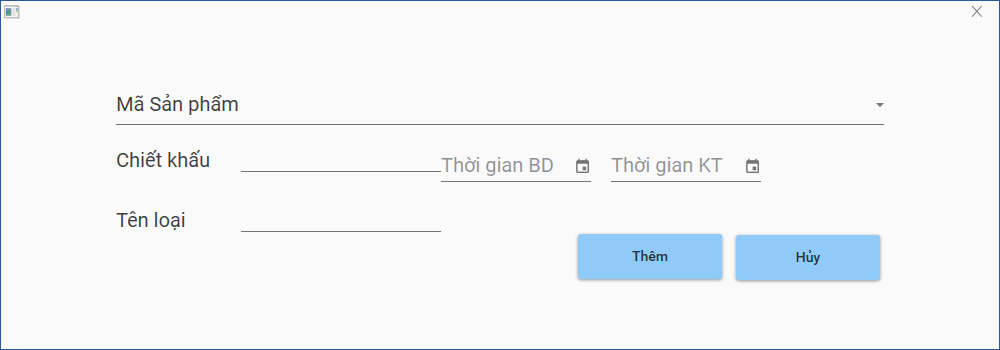 Mã Sản phẩm
Chiết khấu Thời gian BD Thời gian KT
Tên loại
Thêm Hủy